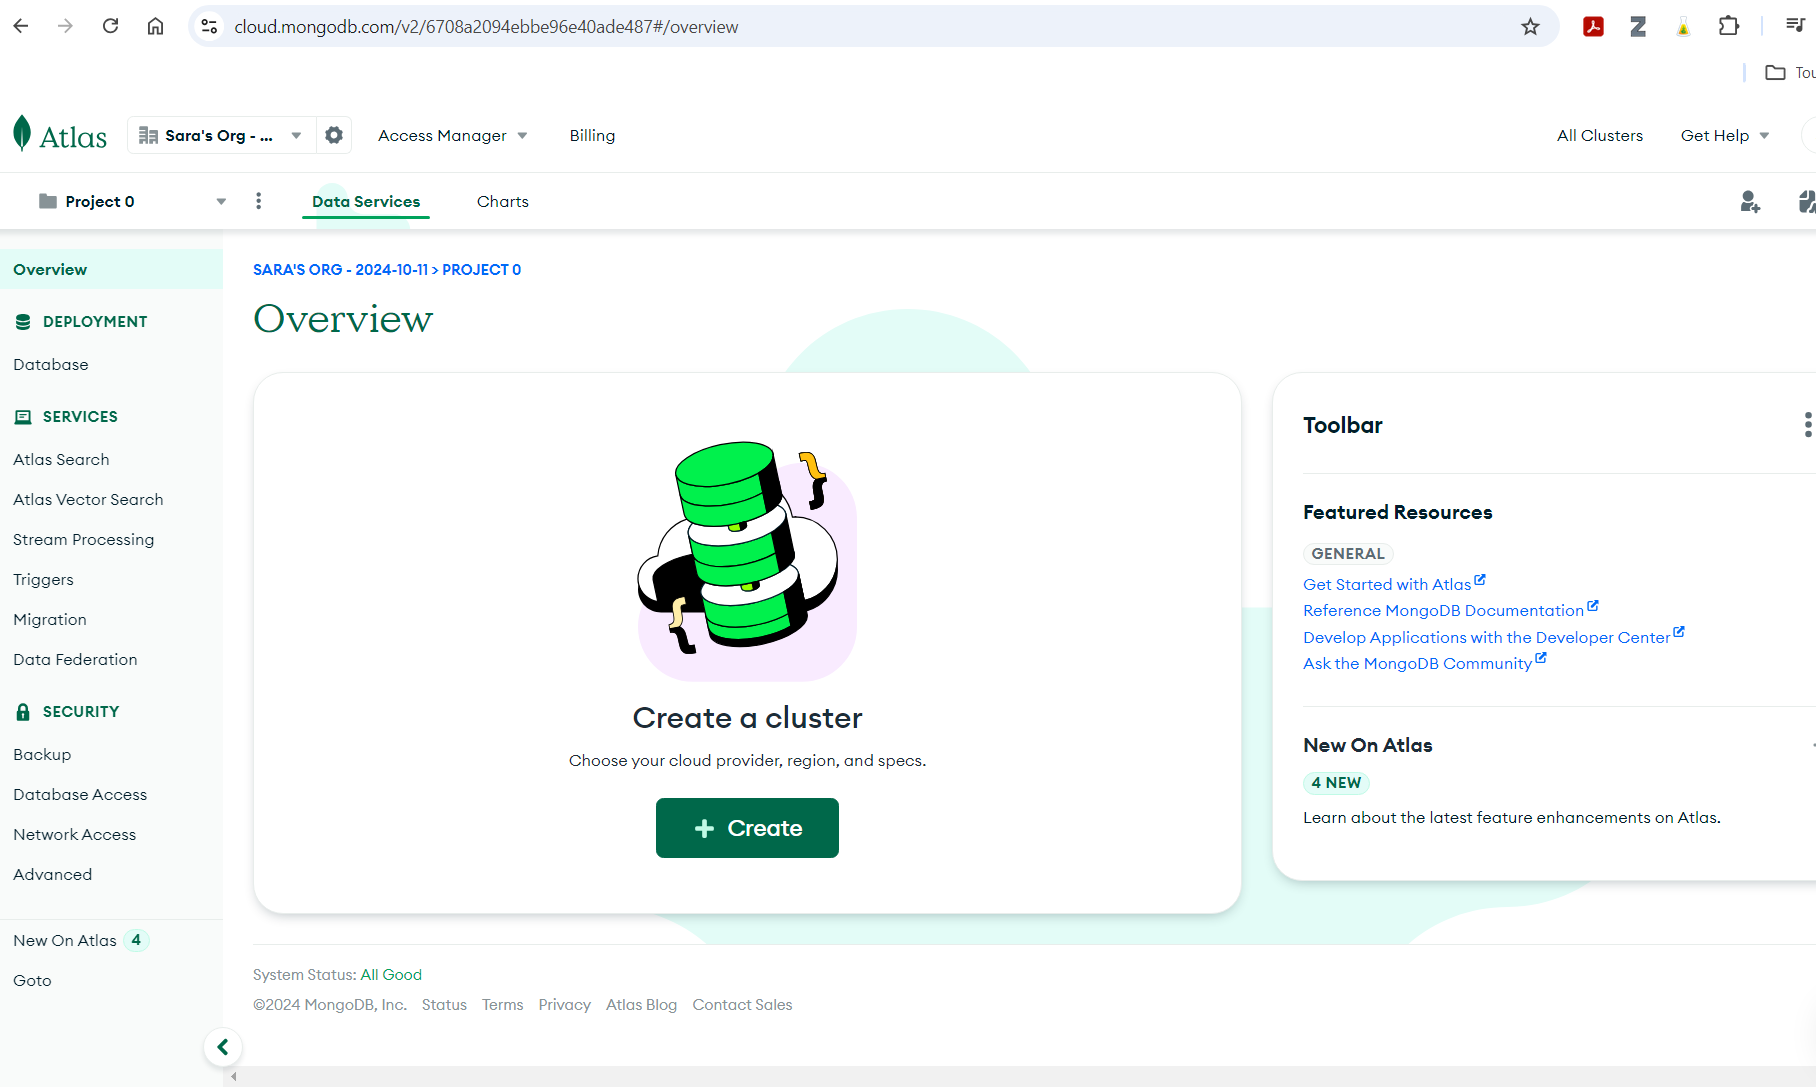 cloud.mongodb.com/v2/6708a2094ebbe96e40ade487#/overview
Atlas
Sara's Org - ...
Access Manager
Billing
All Clusters
Get Help
Project 0
Data Services
Charts
Overview
DEPLOYMENT
Database
SERVICES
Atlas Search
Atlas Vector Search
Stream Processing
Triggers
Migration
Data Federation
SECURITY
Backup
Database Access
Network Access
Advanced
New On Atlas 4
Goto
SARA'S ORG - 2024-10-11 > PROJECT 0
Overview
Create a cluster
Choose your cloud provider, region, and specs.
+ Create
Toolbar
Featured Resources
GENERAL
Get Started with Atlas
Reference MongoDB Documentation
Develop Applications with the Developer Center
Ask the MongoDB Community
New On Atlas
4 NEW
Learn about the latest feature enhancements on Atlas.
System Status: All Good
©2024 MongoDB, Inc. Status Terms Privacy Atlas Blog Contact Sales